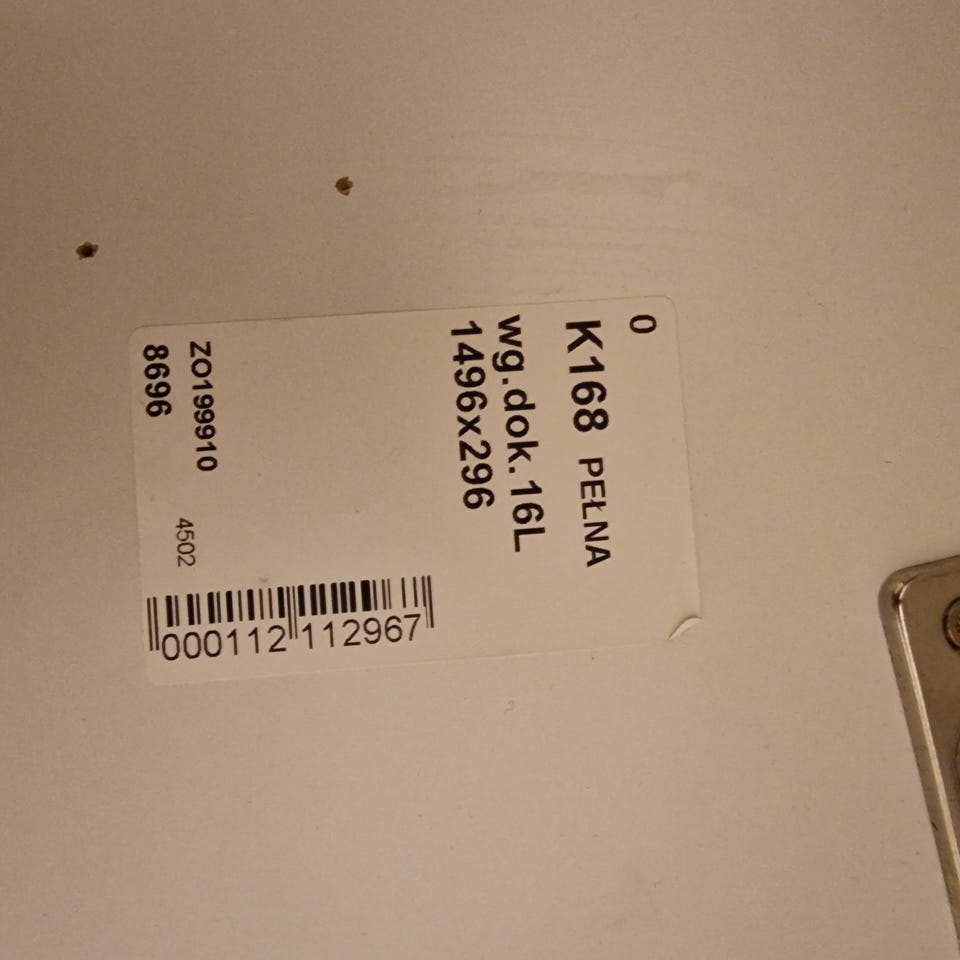 0
K168 PEŁNA
wg.dok.16L
1496x296
ZO199910 4502
8696
000112 112967